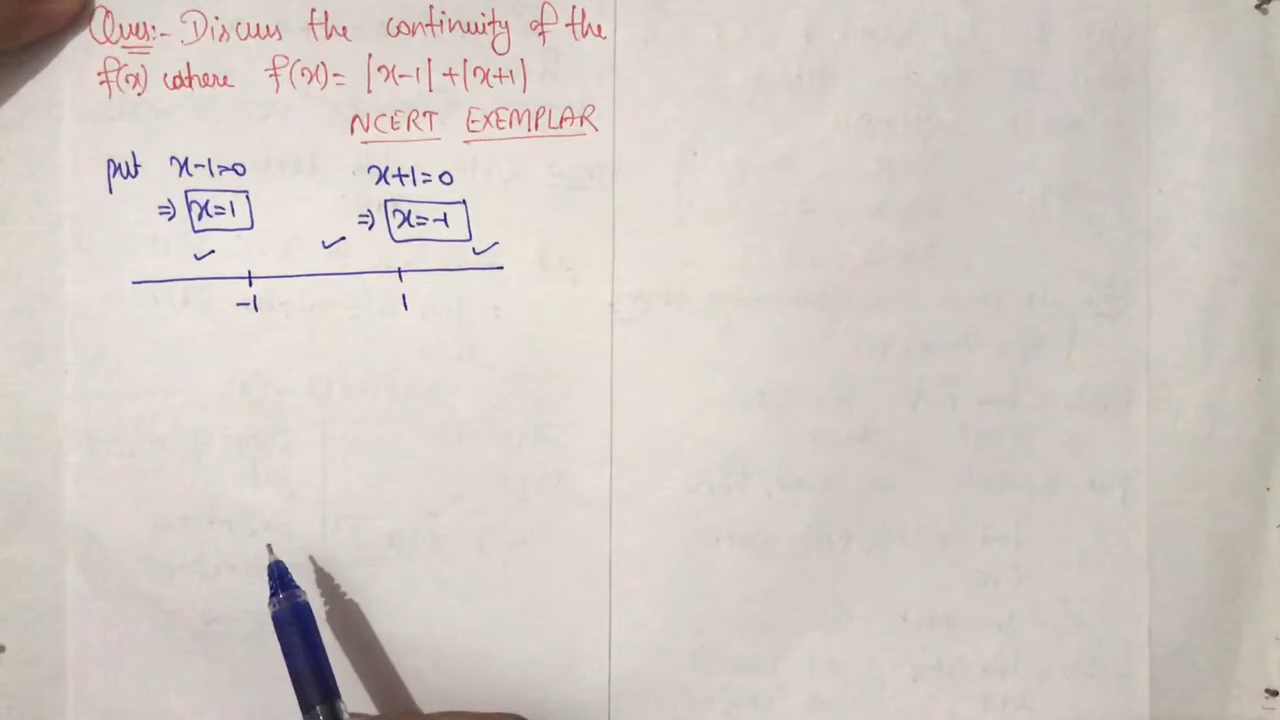 Ques:- Discuss the continuity of the
f(x) where f(x) = |x-1| + |x+1|
NCERT EXEMPLAR
put x-1=0 x+1=0
⇒ x=1 ⇒ x=-1
-1 1